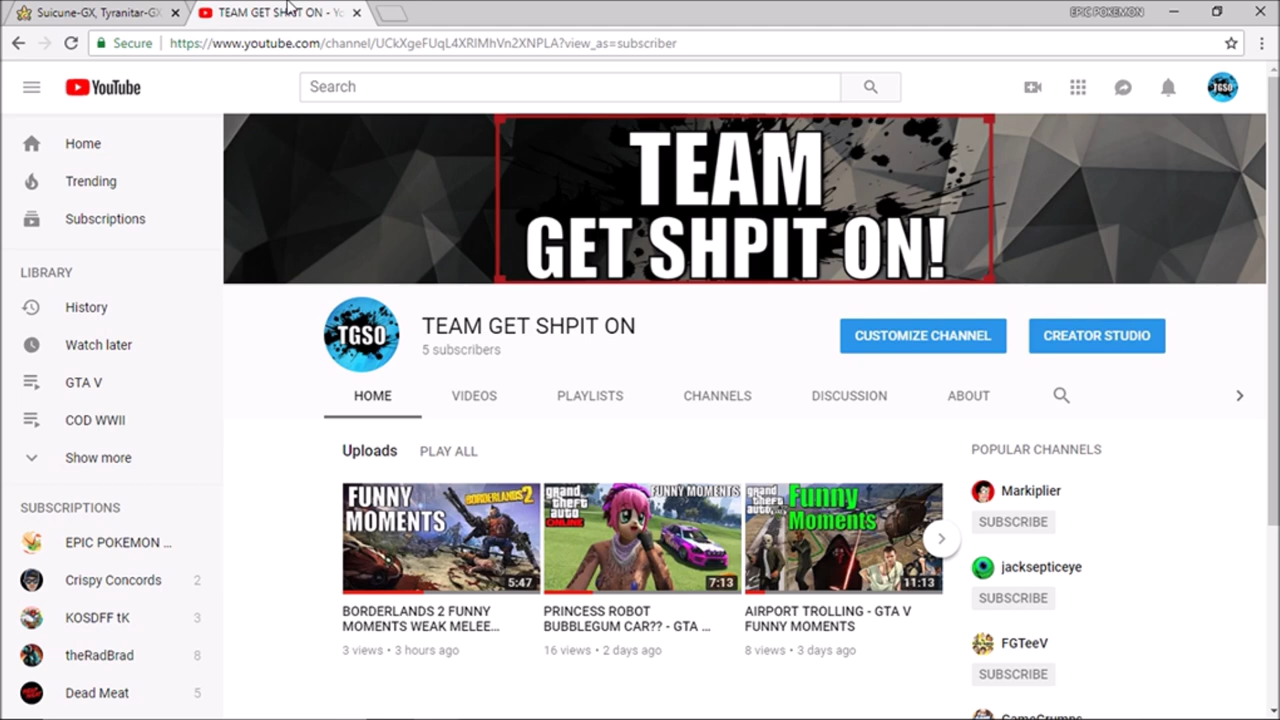 Suicune-GX, Tyranitar-GX
TEAM GET SHPIT ON - Yo
EPIC POKEMON
Secure
https://www.youtube.com/channel/UCkXgeFUqL4XRlMhVn2XNPLA?view_as=subscriber
YouTube
Search
TGSO
Home
Trending
Subscriptions
LIBRARY
History
Watch later
GTA V
COD WWII
Show more
SUBSCRIPTIONS
EPIC POKEMON ...
Crispy Concords 2
KOSDFF tK 3
theRadBrad 8
Dead Meat 5
TEAM
GET SHPIT ON!
TGSO
TEAM GET SHPIT ON
5 subscribers
CUSTOMIZE CHANNEL
CREATOR STUDIO
HOME VIDEOS PLAYLISTS CHANNELS DISCUSSION ABOUT
Uploads PLAY ALL
FUNNY
MOMENTS
BORDERLANDS 2
5:47
BORDERLANDS 2 FUNNY
MOMENTS WEAK MELEE...
3 views • 3 hours ago
grand
theft
auto
ONLINE
FUNNY MOMENTS
7:13
PRINCESS ROBOT
BUBBLEGUM CAR?? - GTA ...
16 views • 2 days ago
grand
theft
auto
Funny
Moments
11:13
AIRPORT TROLLING - GTA V
FUNNY MOMENTS
8 views • 3 days ago
POPULAR CHANNELS
Markiplier
SUBSCRIBE
jacksepticeye
SUBSCRIBE
FGTeeV
SUBSCRIBE
GameGrumps